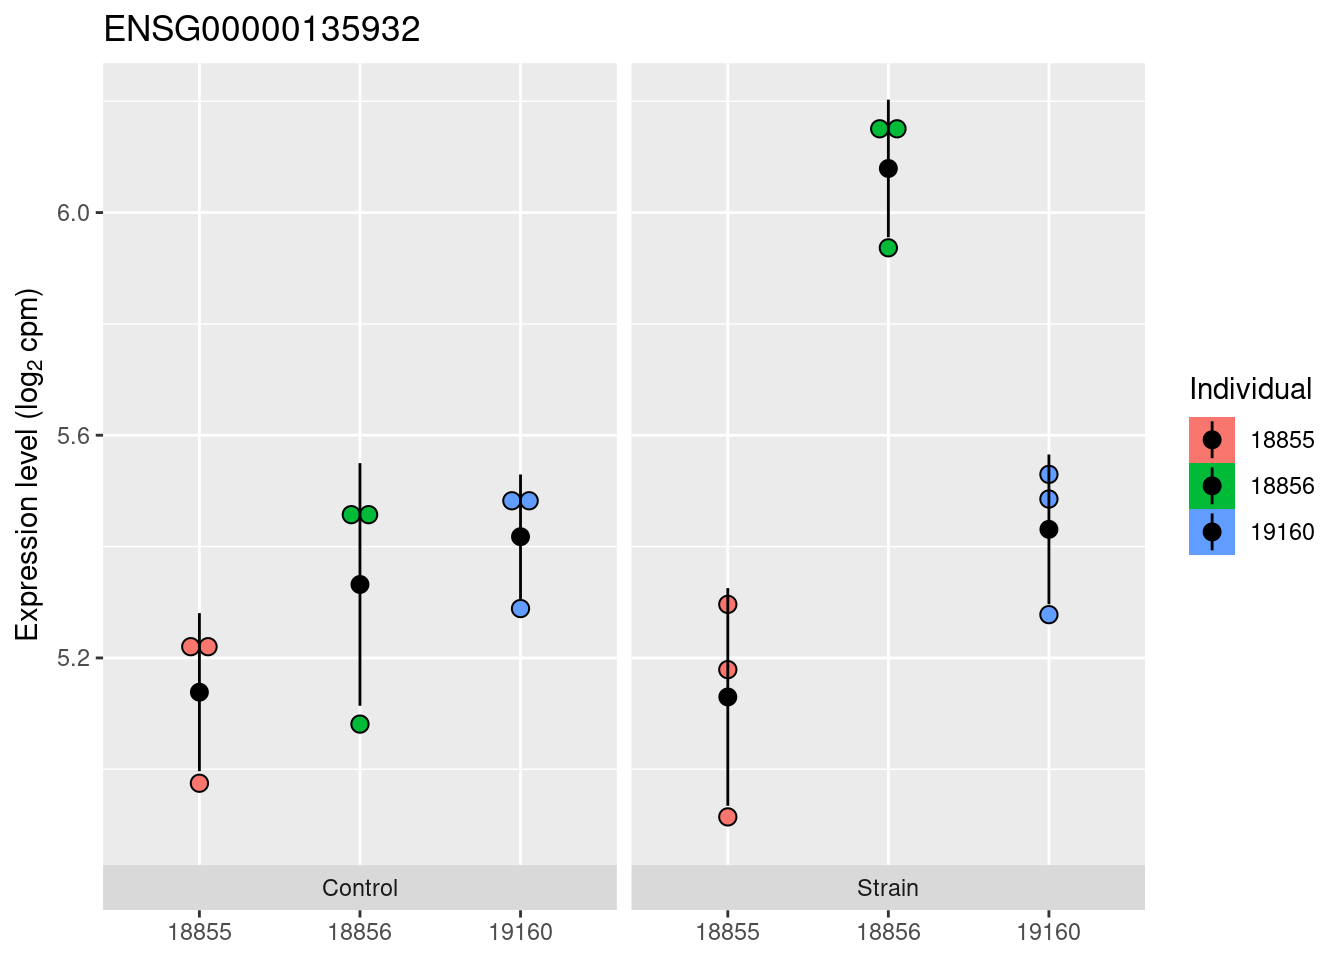 ENSG00000135932
Expression level (log₂ cpm)
6.0
5.6
5.2
Control
Strain
18855
18856
19160
18855
18856
19160
Individual
18855
18856
19160